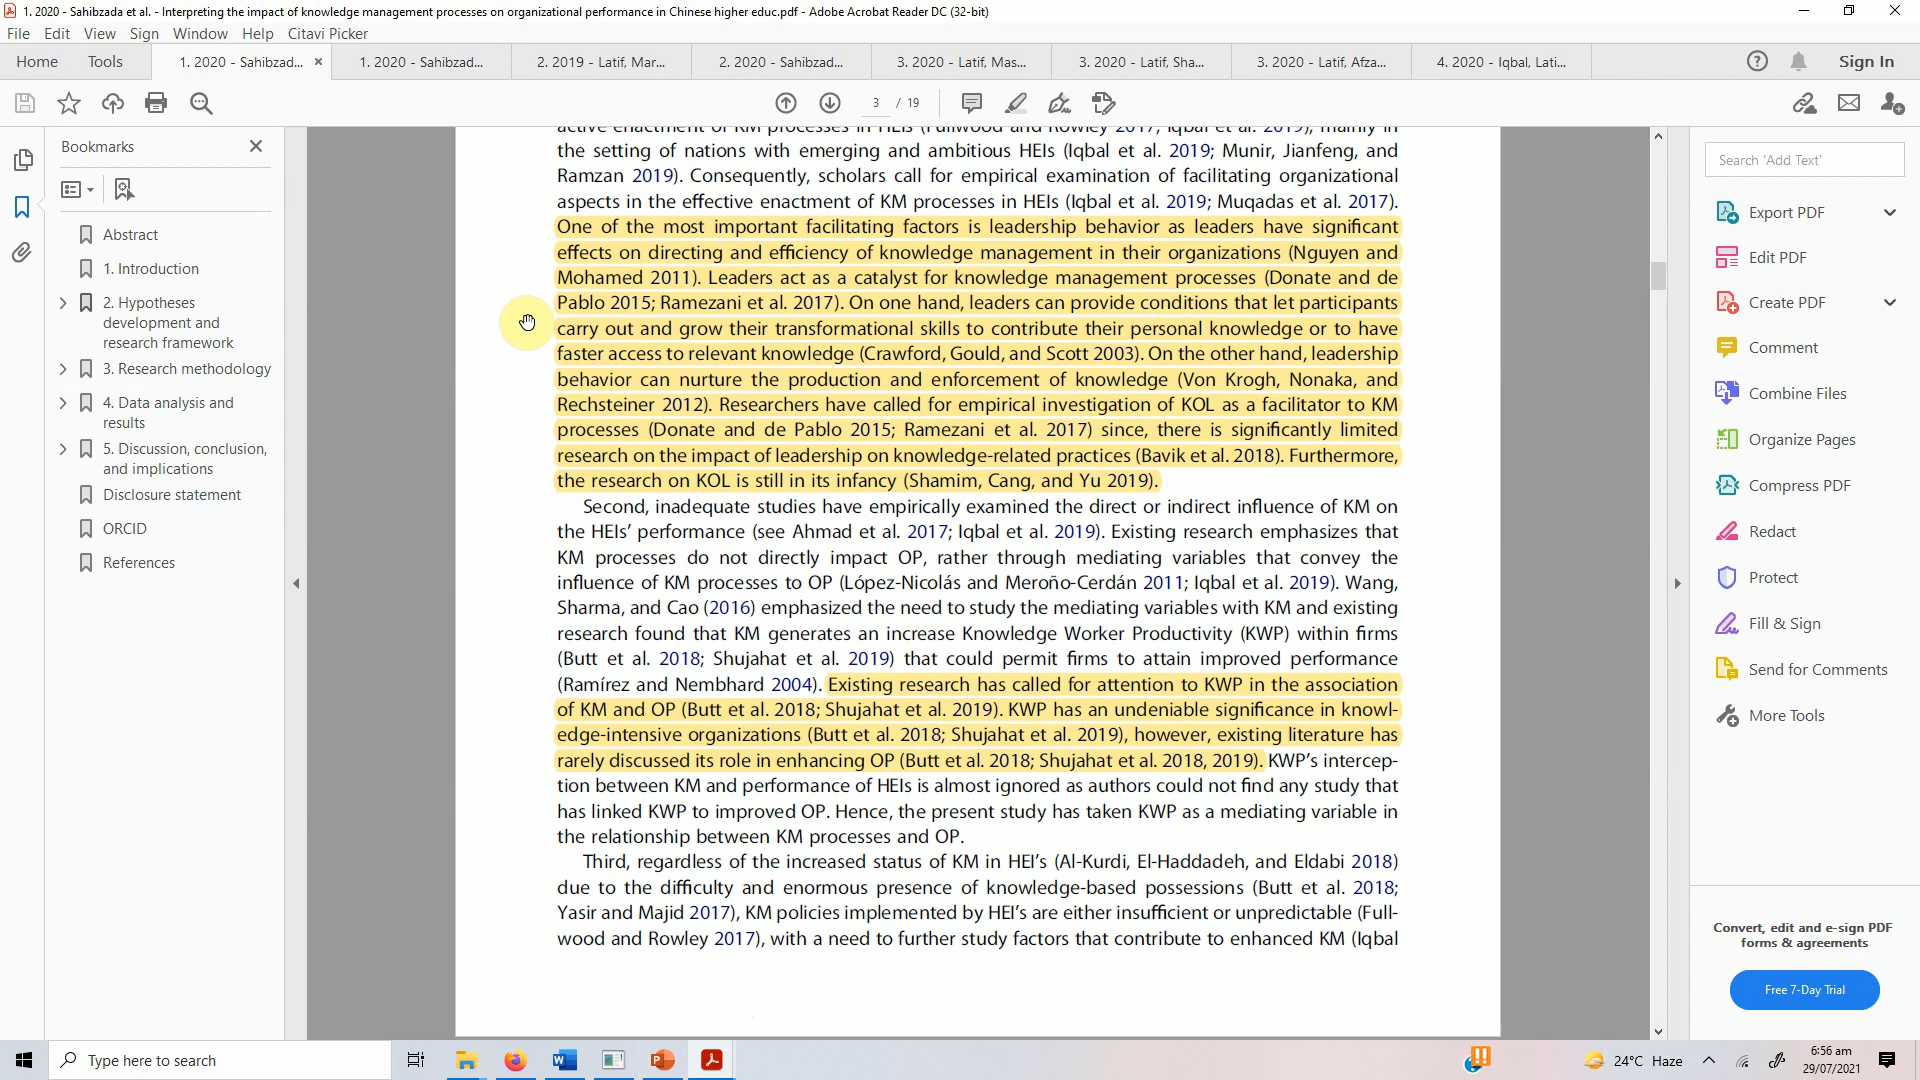 1. 2020 - Sahibzada et al. - Interpreting the impact of knowledge management processes on organizational performance in Chinese higher educ.pdf - Adobe Acrobat Reader DC (32-bit)
File Edit View Sign Window Help Citavi Picker
Home Tools 1. 2020 - Sahibzad... × 1. 2020 - Sahibzad... 2. 2019 - Latif, Mar... 2. 2020 - Sahibzad... 3. 2020 - Latif, Mas... 3. 2020 - Latif, Sha... 3. 2020 - Latif, Afza... 4. 2020 - Iqbal, Lati... Sign In
3 / 19
Bookmarks
Abstract
1. Introduction
2. Hypotheses
development and
research framework
3. Research methodology
4. Data analysis and
results
5. Discussion, conclusion,
and implications
Disclosure statement
ORCID
References
active enactment of KM processes in HEIs (Fullwood and Rowley 2017; Iqbal et al. 2019), mainly in
the setting of nations with emerging and ambitious HEIs (Iqbal et al. 2019; Munir, Jianfeng, and
Ramzan 2019). Consequently, scholars call for empirical examination of facilitating organizational
aspects in the effective enactment of KM processes in HEIs (Iqbal et al. 2019; Muqadas et al. 2017).
One of the most important facilitating factors is leadership behavior as leaders have significant
effects on directing and efficiency of knowledge management in their organizations (Nguyen and
Mohamed 2011). Leaders act as a catalyst for knowledge management processes (Donate and de
Pablo 2015; Ramezani et al. 2017). On one hand, leaders can provide conditions that let participants
carry out and grow their transformational skills to contribute their personal knowledge or to have
faster access to relevant knowledge (Crawford, Gould, and Scott 2003). On the other hand, leadership
behavior can nurture the production and enforcement of knowledge (Von Krogh, Nonaka, and
Rechsteiner 2012). Researchers have called for empirical investigation of KOL as a facilitator to KM
processes (Donate and de Pablo 2015; Ramezani et al. 2017) since, there is significantly limited
research on the impact of leadership on knowledge-related practices (Bavik et al. 2018). Furthermore,
the research on KOL is still in its infancy (Shamim, Cang, and Yu 2019).
Second, inadequate studies have empirically examined the direct or indirect influence of KM on
the HEIs' performance (see Ahmad et al. 2017; Iqbal et al. 2019). Existing research emphasizes that
KM processes do not directly impact OP, rather through mediating variables that convey the
influence of KM processes to OP (López-Nicolás and Meroño-Cerdán 2011; Iqbal et al. 2019). Wang,
Sharma, and Cao (2016) emphasized the need to study the mediating variables with KM and existing
research found that KM generates an increase Knowledge Worker Productivity (KWP) within firms
(Butt et al. 2018; Shujahat et al. 2019) that could permit firms to attain improved performance
(Ramírez and Nembhard 2004). Existing research has called for attention to KWP in the association
of KM and OP (Butt et al. 2018; Shujahat et al. 2019). KWP has an undeniable significance in knowl-
edge-intensive organizations (Butt et al. 2018; Shujahat et al. 2019), however, existing literature has
rarely discussed its role in enhancing OP (Butt et al. 2018; Shujahat et al. 2018, 2019). KWP's intercep-
tion between KM and performance of HEIs is almost ignored as authors could not find any study that
has linked KWP to improved OP. Hence, the present study has taken KWP as a mediating variable in
the relationship between KM processes and OP.
Third, regardless of the increased status of KM in HEI's (Al-Kurdi, El-Haddadeh, and Eldabi 2018)
due to the difficulty and enormous presence of knowledge-based possessions (Butt et al. 2018;
Yasir and Majid 2017), KM policies implemented by HEI's are either insufficient or unpredictable (Full-
wood and Rowley 2017), with a need to further study factors that contribute to enhanced KM (Iqbal
Search 'Add Text'
Export PDF
Edit PDF
Create PDF
Comment
Combine Files
Organize Pages
Compress PDF
Redact
Protect
Fill & Sign
Send for Comments
More Tools
Convert, edit and e-sign PDF
forms & agreements
Free 7-Day Trial
Type here to search
24°C Haze
6:56 am
29/07/2021